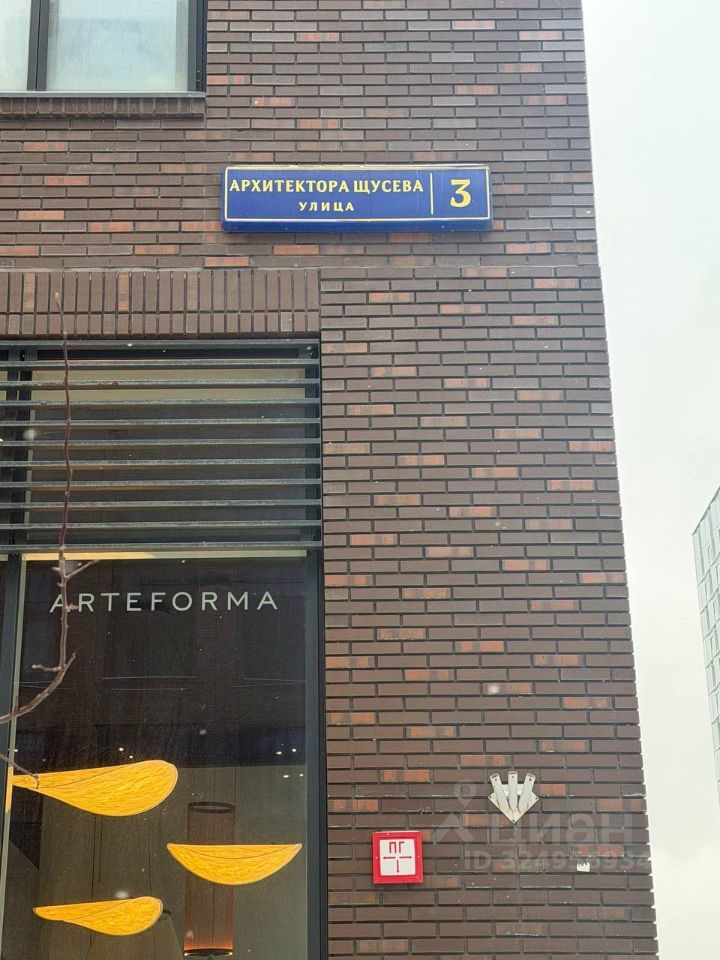 АРХИТЕКТОРА ЩУСЕВА
УЛИЦА
3
ARTEFORMA
ПГ
ЦИАН